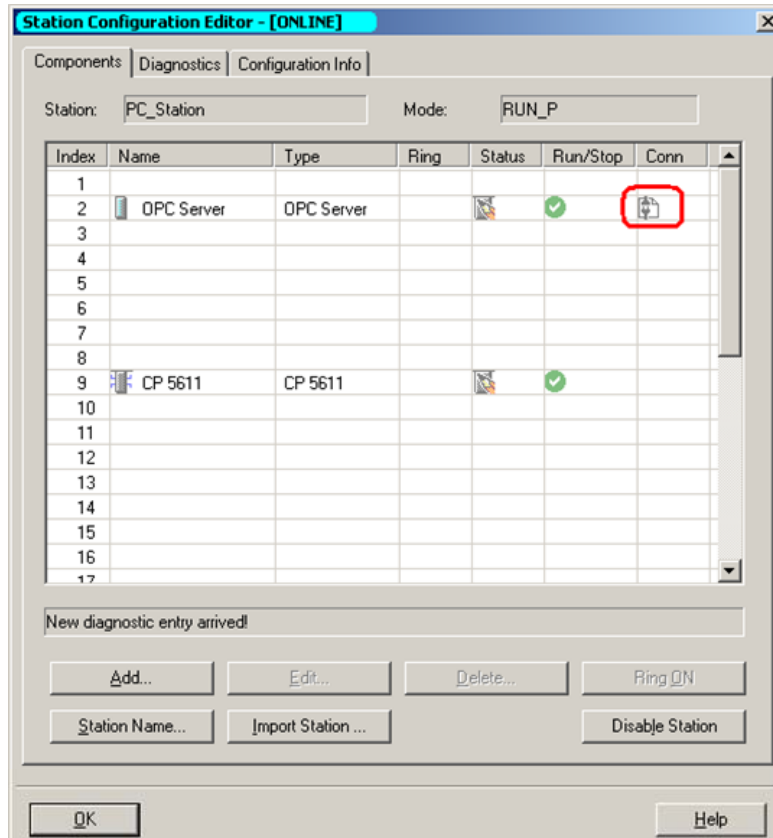 Station Configuration Editor - [ONLINE]
Components Diagnostics Configuration Info
Station: PC_Station Mode: RUN_P
Index Name Type Ring Status Run/Stop Conn
1
2 OPC Server OPC Server
3
4
5
6
7
8
9 CP 5611 CP 5611
10
11
12
13
14
15
16
17
New diagnostic entry arrived!
Add... Edit... Delete... Ring ON
Station Name... Import Station ... Disable Station
OK Help